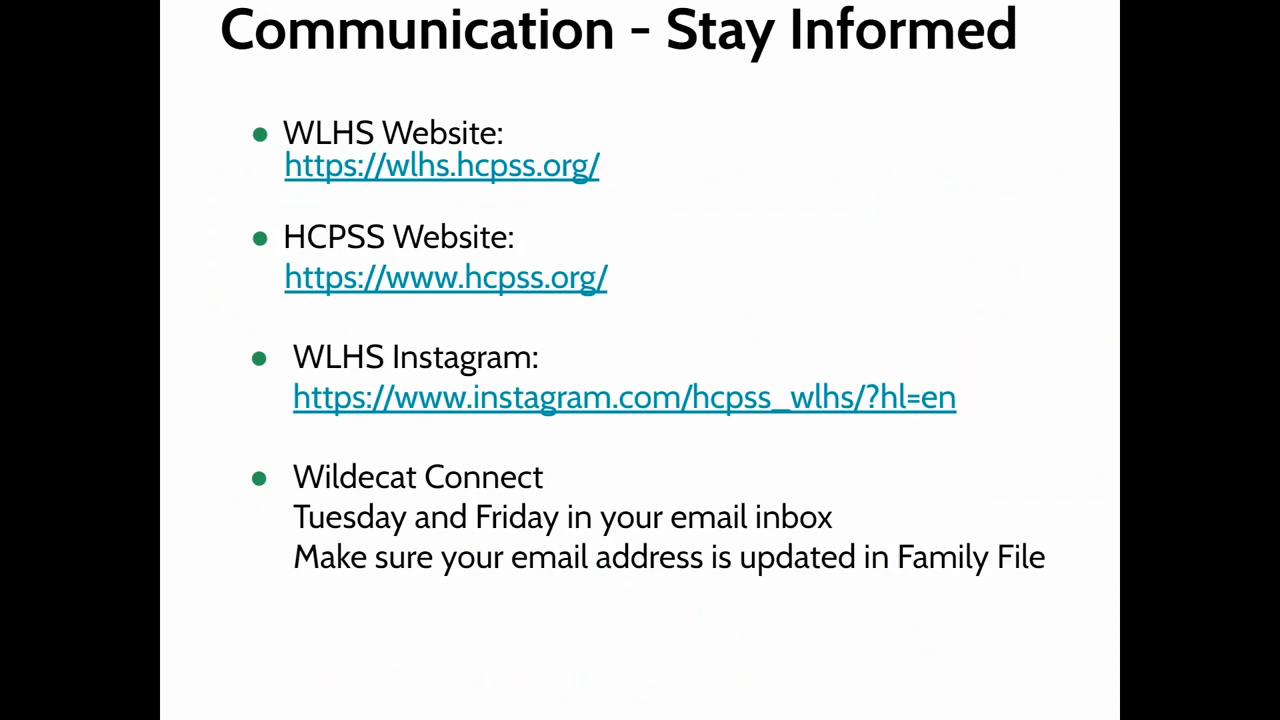 Communication - Stay Informed
● WLHS Website:
https://wlhs.hcpss.org/
● HCPSS Website:
https://www.hcpss.org/
● WLHS Instagram:
https://www.instagram.com/hcpss_wlhs/?hl=en
● Wildecat Connect
Tuesday and Friday in your email inbox
Make sure your email address is updated in Family File